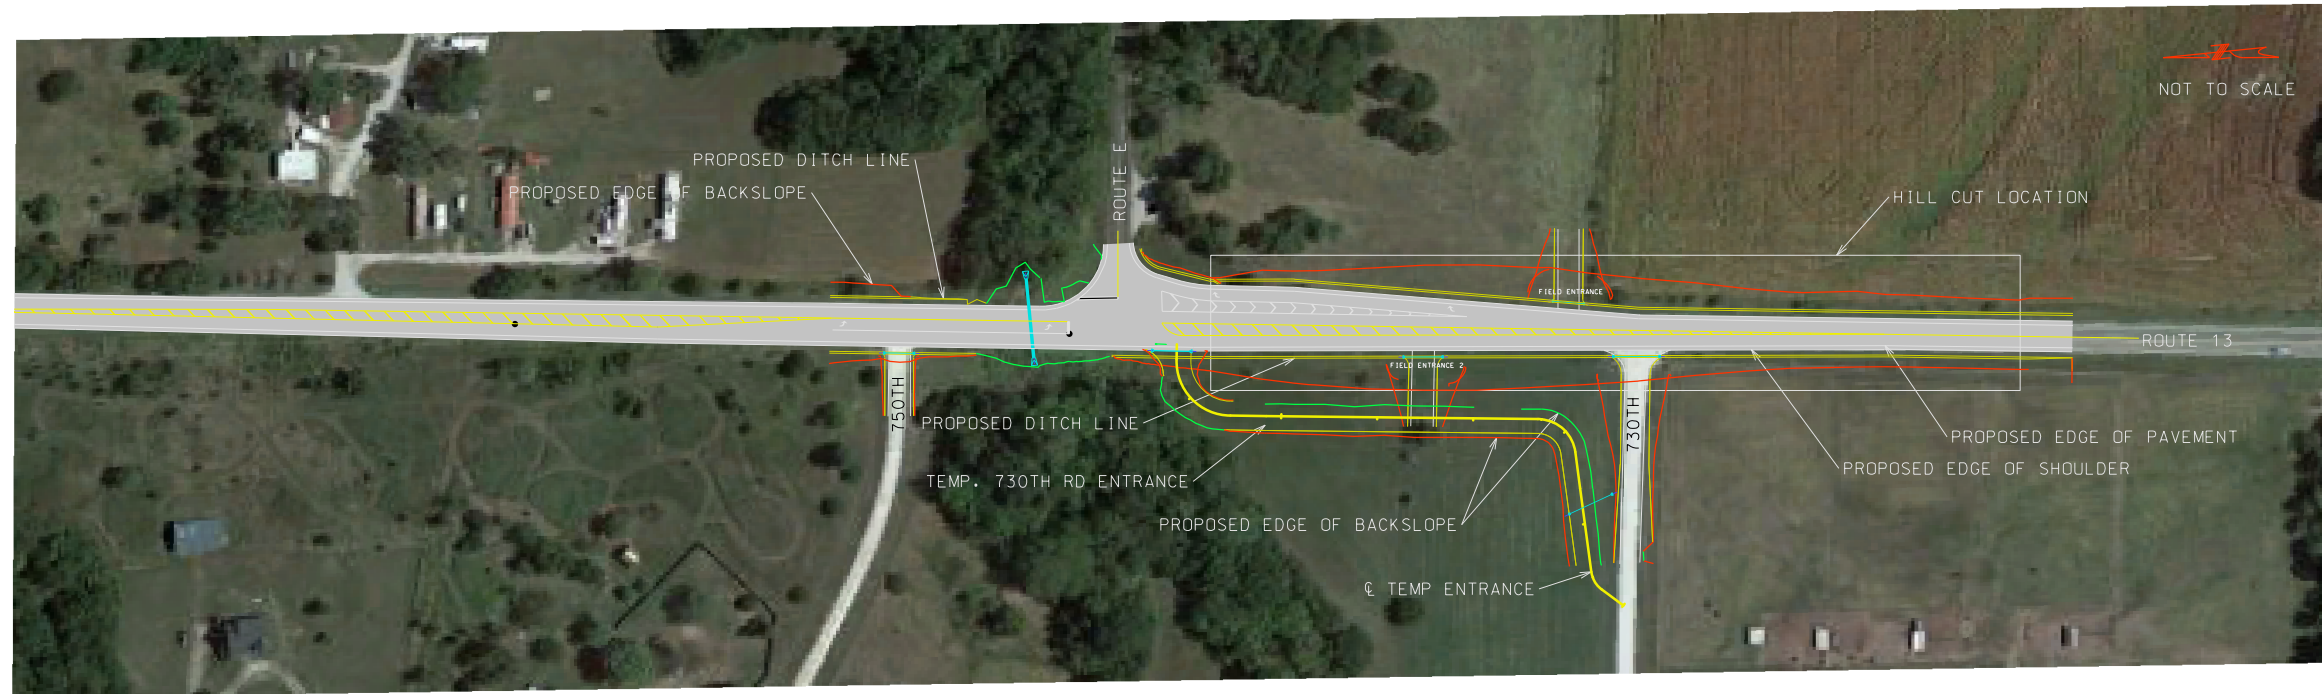 NOT TO SCALE
PROPOSED DITCH LINE
PROPOSED EDGE OF BACKSLOPE
ROUTE E
HILL CUT LOCATION
FIELD ENTRANCE
ROUTE 13
FIELD ENTRANCE 2
750TH
730TH
PROPOSED DITCH LINE
PROPOSED EDGE OF PAVEMENT
PROPOSED EDGE OF SHOULDER
TEMP. 730TH RD ENTRANCE
PROPOSED EDGE OF BACKSLOPE
℄ TEMP ENTRANCE